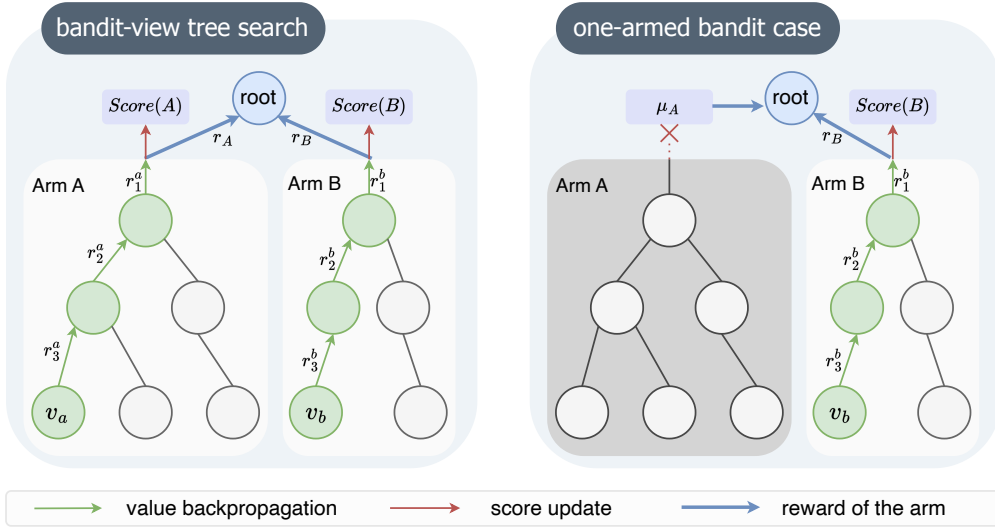 bandit-view tree search
one-armed bandit case
Score(A)
root
Score(B)
r_A
r_B
Arm A
r_1^a
Arm B
r_1^b
r_2^a
r_2^b
r_3^a
r_3^b
v_a
v_b
μ_A
root
Score(B)
r_B
Arm A
Arm B
r_1^b
r_2^b
r_3^b
v_b
value backpropagation
score update
reward of the arm